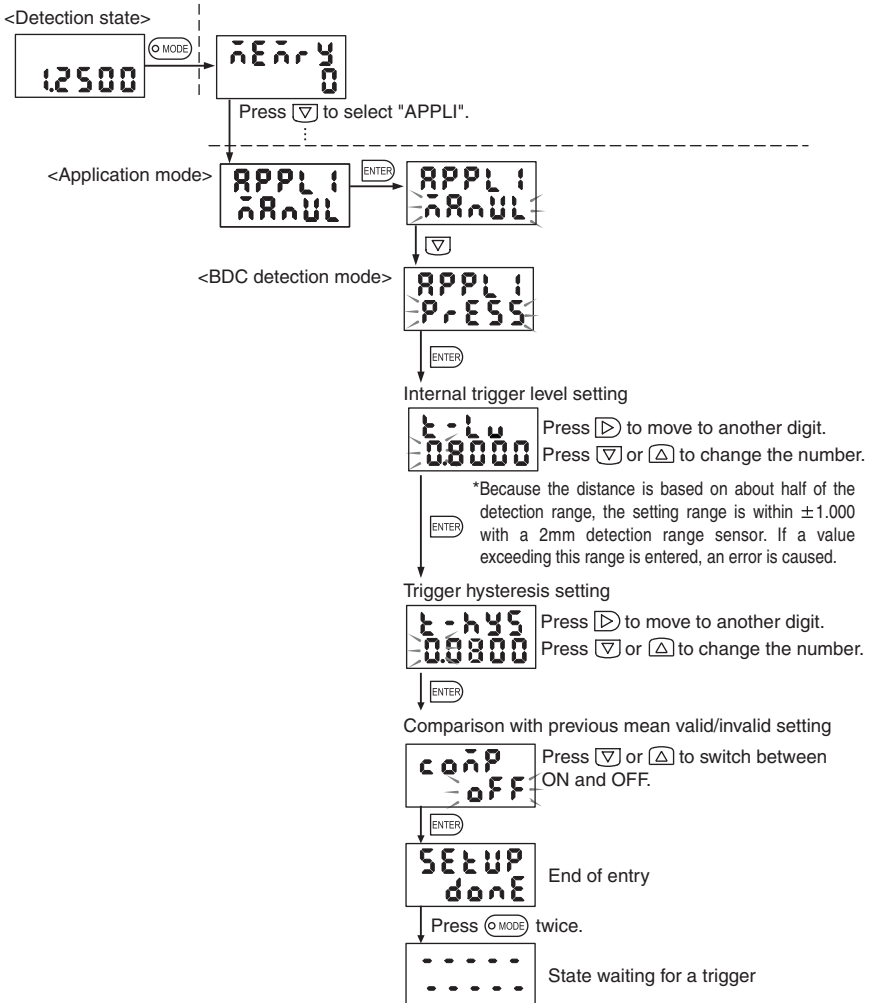 <Detection state>
1.2500
MODE
MEMrY
0
Press ▽ to select "APPLI".
<Application mode>
APPLI
MAnUL
ENTER
APPLI
MAnUL
▽
<BDC detection mode>
APPLI
PrESS
ENTER
Internal trigger level setting
t-Lu
0.8000
Press ▷ to move to another digit.
Press ▽ or △ to change the number.
*Because the distance is based on about half of the
detection range, the setting range is within ±1.000
with a 2mm detection range sensor. If a value
exceeding this range is entered, an error is caused.
ENTER
Trigger hysteresis setting
t-hYS
0.0800
Press ▷ to move to another digit.
Press ▽ or △ to change the number.
ENTER
Comparison with previous mean valid/invalid setting
coMP
oFF
Press ▽ or △ to switch between
ON and OFF.
ENTER
SEtUP
donE
End of entry
Press MODE twice.
-----
-----
State waiting for a trigger